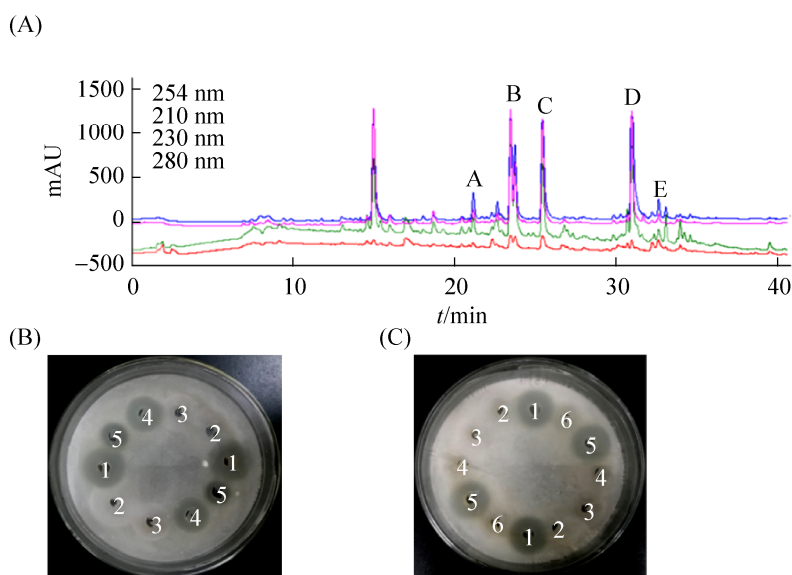 (A)
1500
1000
500
0
−500
mAU
254 nm
210 nm
230 nm
280 nm
A
B
C
D
E
0 10 20 30 40
t/min
(B) (C)
4 3
5 2
1 1
2 5
3 4
2 1 6
3 5
4 4
5 3
6 1 2